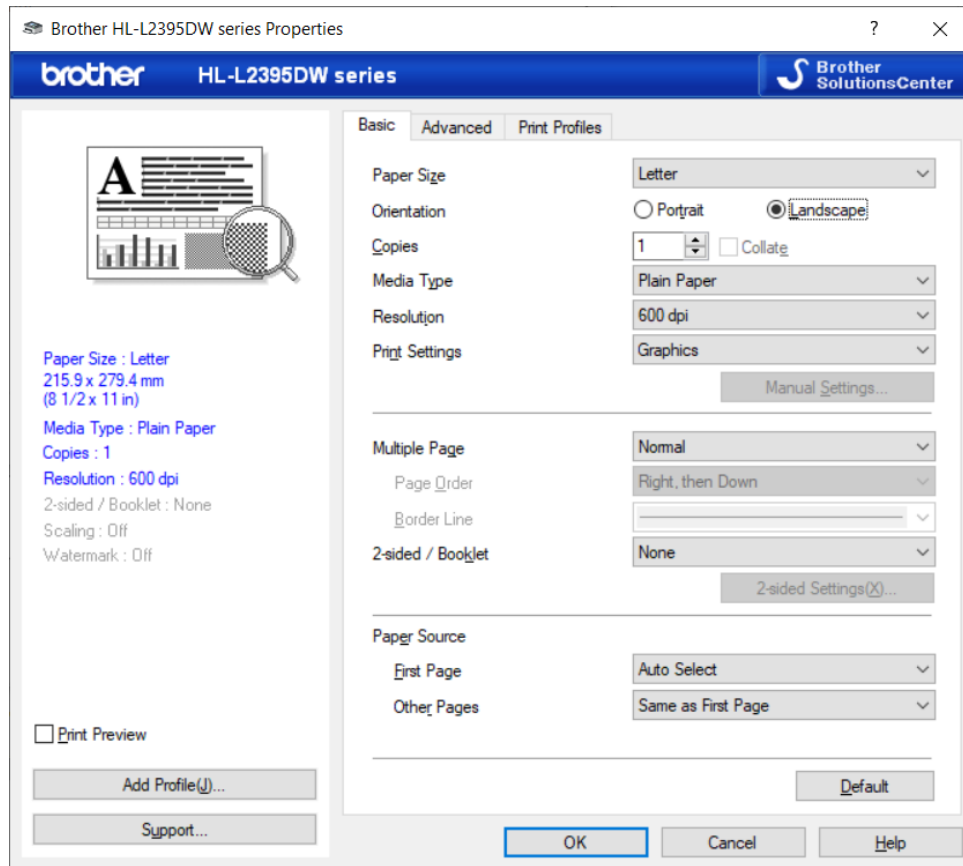 Brother HL-L2395DW series Properties
? ×
brother HL-L2395DW series
Brother
SolutionsCenter
Basic Advanced Print Profiles
A
Paper Size : Letter
215.9 x 279.4 mm
(8 1/2 x 11 in)
Media Type : Plain Paper
Copies : 1
Resolution : 600 dpi
2-sided / Booklet : None
Scaling : Off
Watermark : Off
Print Preview
Add Profile(J)...
Support...
Paper Size Letter
Orientation Portrait Landscape
Copies 1 Collate
Media Type Plain Paper
Resolution 600 dpi
Print Settings Graphics
Manual Settings...
Multiple Page Normal
Page Order Right, then Down
Border Line
2-sided / Booklet None
2-sided Settings(X)...
Paper Source
First Page Auto Select
Other Pages Same as First Page
Default
OK Cancel Help